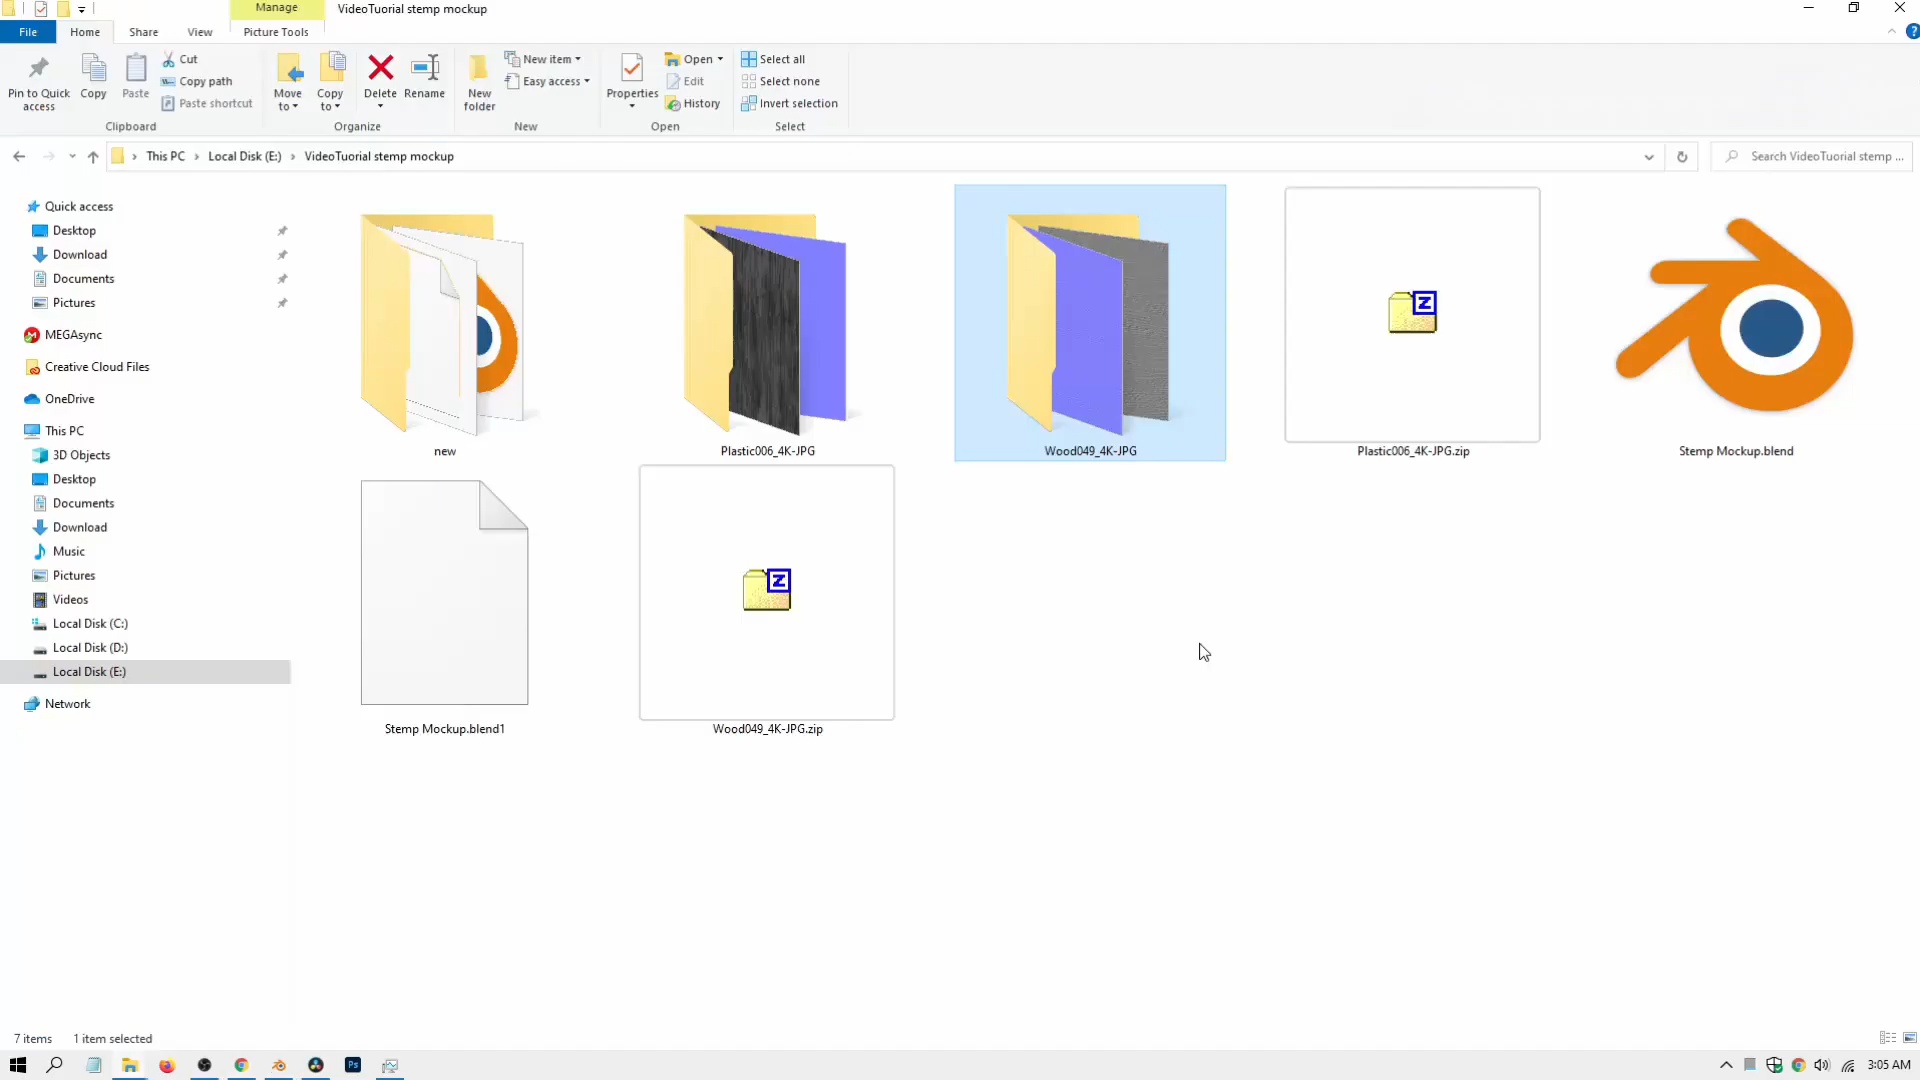 Manage
VideoTuorial stemp mockup
File
Home
Share
View
Picture Tools
Pin to Quick access
Copy
Paste
Cut
Copy path
Paste shortcut
Clipboard
Move to
Copy to
Delete
Rename
Organize
New folder
New item
Easy access
New
Properties
Open
Edit
History
Open
Select all
Select none
Invert selection
Select
This PC > Local Disk (E:) > VideoTuorial stemp mockup
Search VideoTuorial stemp ...
Quick access
Desktop
Download
Documents
Pictures
MEGAsync
Creative Cloud Files
OneDrive
This PC
3D Objects
Desktop
Documents
Download
Music
Pictures
Videos
Local Disk (C:)
Local Disk (D:)
Local Disk (E:)
Network
new
Plastic006_4K-JPG
Wood049_4K-JPG
Z
Plastic006_4K-JPG.zip
Stemp Mockup.blend
Stemp Mockup.blend1
Z
Wood049_4K-JPG.zip
7 items
1 item selected
Ps
3:05 AM